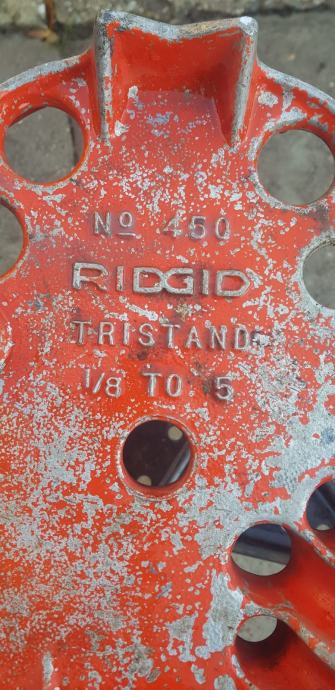 Nº 450
RIDGID
TRISTAND
1/8 TO 5